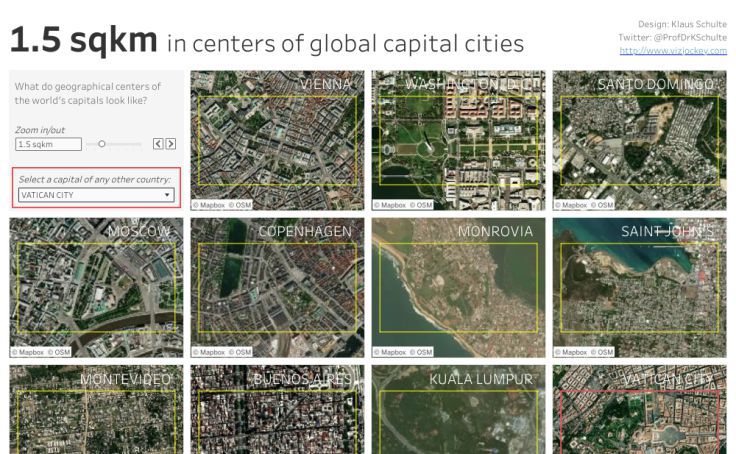 1.5 sqkm in centers of global capital cities
Design: Klaus Schulte
Twitter: @ProfDrKSchulte
http://www.vizjockey.com
What do geographical centers of
the world's capitals look like?
Zoom in/out
1.5 sqkm
Select a capital of any other country:
VATICAN CITY
VIENNA
© Mapbox © OSM
WASHINGTON D.C.
© Mapbox © OSM
SANTO DOMINGO
© Mapbox © OSM
MOSCOW
© Mapbox © OSM
COPENHAGEN
© Mapbox © OSM
MONROVIA
© Mapbox © OSM
SAINT JOHN'S
© Mapbox © OSM
MONTEVIDEO
BUENOS AIRES
KUALA LUMPUR
VATICAN CITY